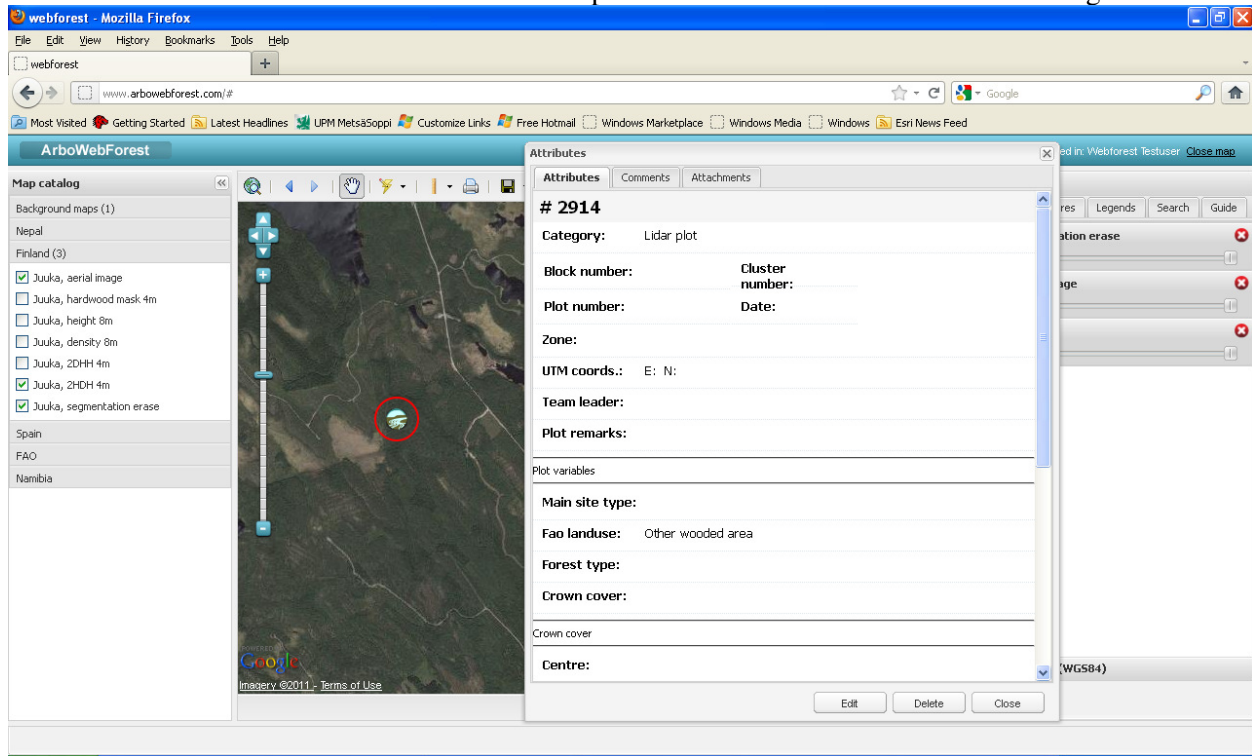 webforest - Mozilla Firefox
File Edit View History Bookmarks Tools Help
webforest
www.arbowebforest.com/#
Google
Most Visited Getting Started Latest Headlines UPM MetsäSoppi Customize Links Free Hotmail Windows Marketplace Windows Media Windows Esri News Feed
ArboWebForest
ed in: Webforest Testuser Close map
Map catalog
Background maps (1)
Nepal
Finland (3)
Juuka, aerial image
Juuka, hardwood mask 4m
Juuka, height 8m
Juuka, density 8m
Juuka, 2DHH 4m
Juuka, 2HDH 4m
Juuka, segmentation erase
Spain
FAO
Namibia
Google
Imagery ©2011 - Terms of Use
Attributes
Attributes Comments Attachments
# 2914
Category: Lidar plot
Block number: Cluster number:
Plot number: Date:
Zone:
UTM coords.: E: N:
Team leader:
Plot remarks:
Plot variables
Main site type:
Fao landuse: Other wooded area
Forest type:
Crown cover:
Crown cover
Centre:
Edit Delete Close
res Legends Search Guide
ation erase
age
(WGS84)